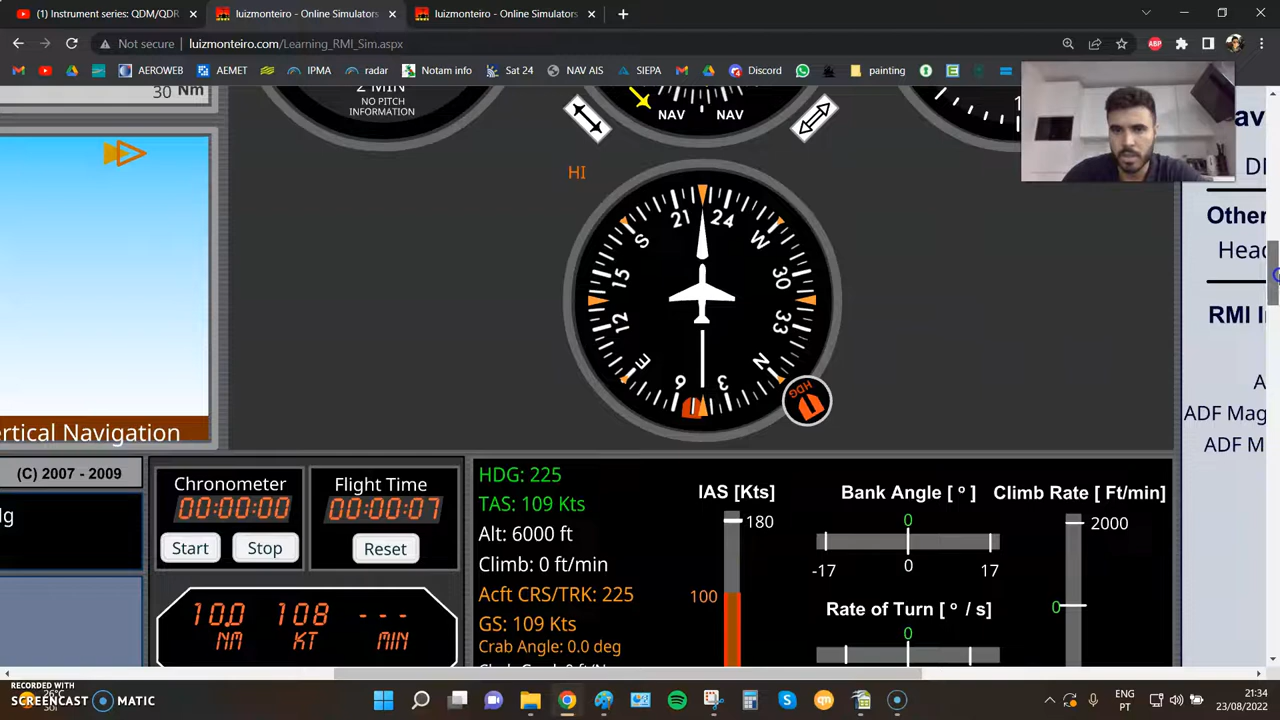 (1) Instrument series: QDM/QDR
luizmonteiro - Online Simulators
luizmonteiro - Online Simulators
Not secure
luizmonteiro.com/Learning_RMI_Sim.aspx
AEROWEB
AEMET
IPMA
radar
Notam info
Sat 24
NAV AIS
SIEPA
Discord
painting
30 Nm
2 MIN
NO PITCH
INFORMATION
NAV NAV
HI
21 24
S W
15 30
12 33
E N
6 3
HDG
Other
Head
RMI I
ADF Mag
ADF M
ertical Navigation
(C) 2007 - 2009
Chronometer
00:00:00
Start Stop
Flight Time
00:00:07
Reset
10.0 108 ---
NM KT MIN
HDG: 225
TAS: 109 Kts
Alt: 6000 ft
Climb: 0 ft/min
Acft CRS/TRK: 225
GS: 109 Kts
Crab Angle: 0.0 deg
IAS [Kts]
180
100
Bank Angle [ º ]
0
-17 0 17
Rate of Turn [ º / s]
0
Climb Rate [ Ft/min]
2000
0
RECORDED WITH
SCREENCAST MATIC
26°C
ENG
PT
21:34
23/08/2022